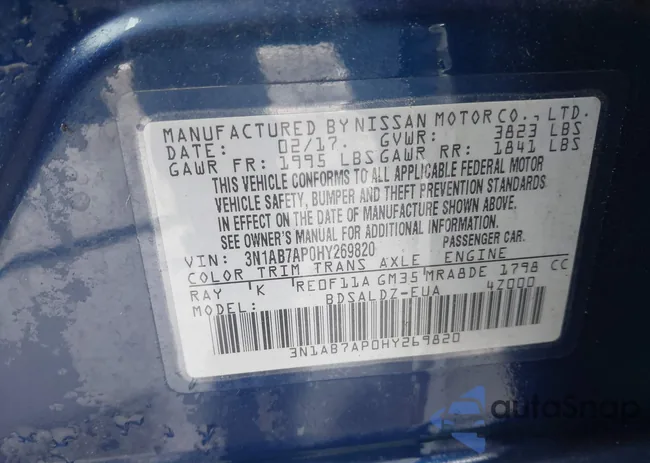 MANUFACTURED BY NISSAN MOTOR CO., LTD.
DATE: 02/17. GVWR: 3823 LBS
GAWR FR: 1995 LBS GAWR RR: 1841 LBS
THIS VEHICLE CONFORMS TO ALL APPLICABLE FEDERAL MOTOR
VEHICLE SAFETY, BUMPER AND THEFT PREVENTION STANDARDS
IN EFFECT ON THE DATE OF MANUFACTURE SHOWN ABOVE.
SEE OWNER'S MANUAL FOR ADDITIONAL INFORMATION.
VIN: 3N1AB7AP0HY269820 PASSENGER CAR.
COLOR TRIM TRANS AXLE ENGINE
RAY K RE0F11A GM35 MRA8DE 1798 CC
MODEL: BDSALDZ-EUA 4Z000
3N1AB7AP0HY269820
autoSnap